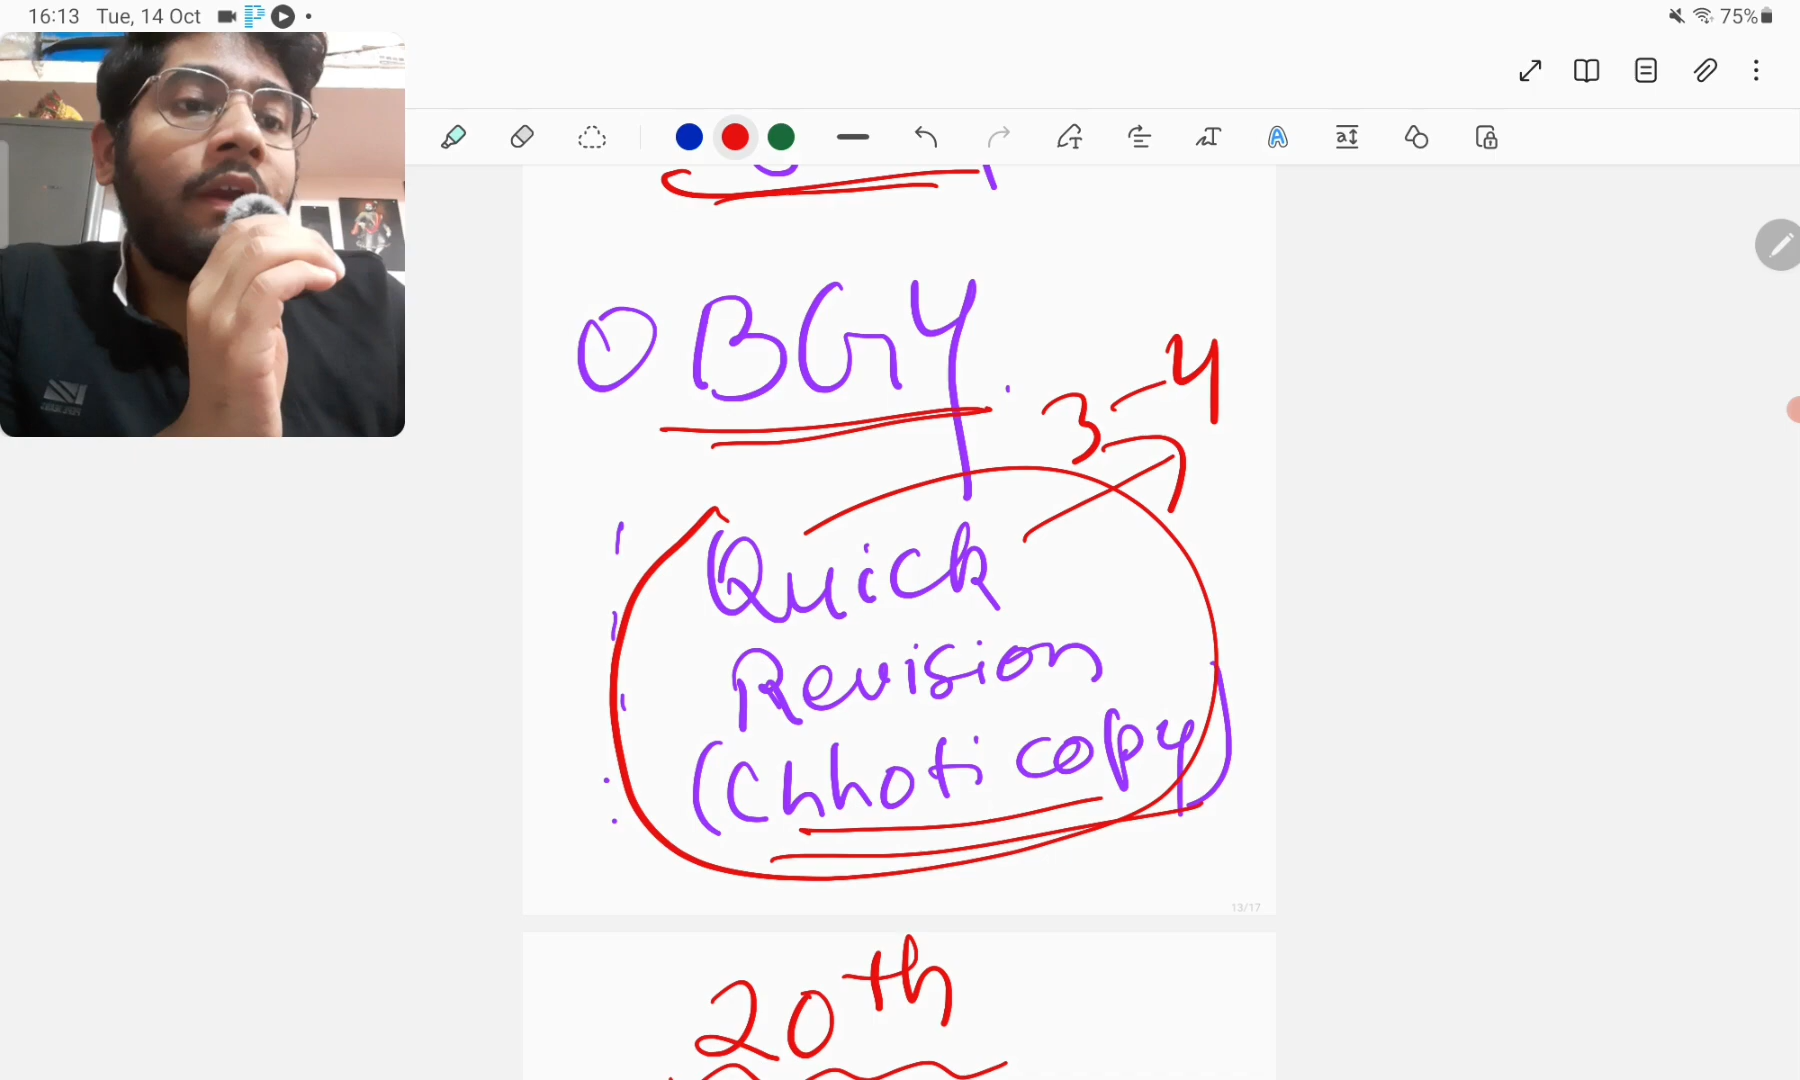 16:13 Tue, 14 Oct
75%
OBGY
3-4
Quick
Revision
(Chhoti copy)
13/17
20th